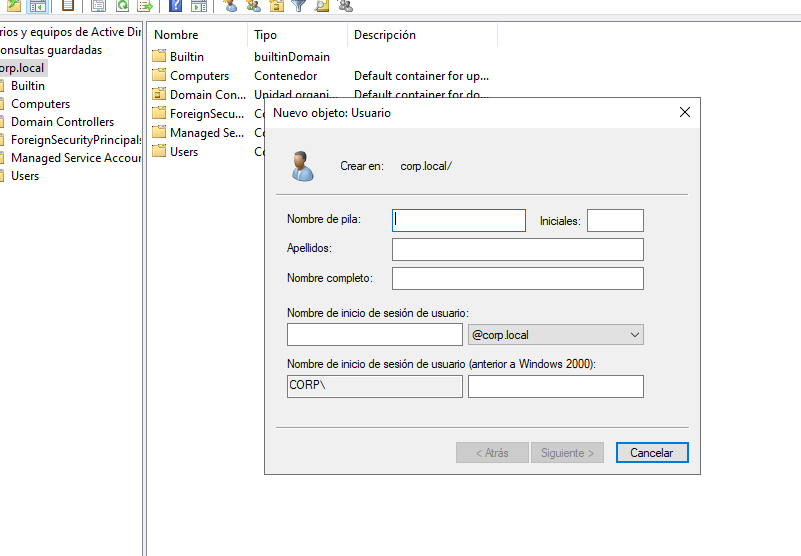 rios y equipos de Active Dir
onsultas guardadas
orp.local
Builtin
Computers
Domain Controllers
ForeignSecurityPrincipals
Managed Service Accour
Users
Nombre Tipo Descripción
Builtin builtinDomain
Computers Contenedor Default container for up...
Domain Con... Unidad organi... Default container for do...
ForeignSecu... Co
Managed Se... Co
Users Co
Nuevo objeto: Usuario
Crear en: corp.local/
Nombre de pila: Iniciales:
Apellidos:
Nombre completo:
Nombre de inicio de sesión de usuario:
@corp.local
Nombre de inicio de sesión de usuario (anterior a Windows 2000):
CORP\
< Atrás Siguiente > Cancelar